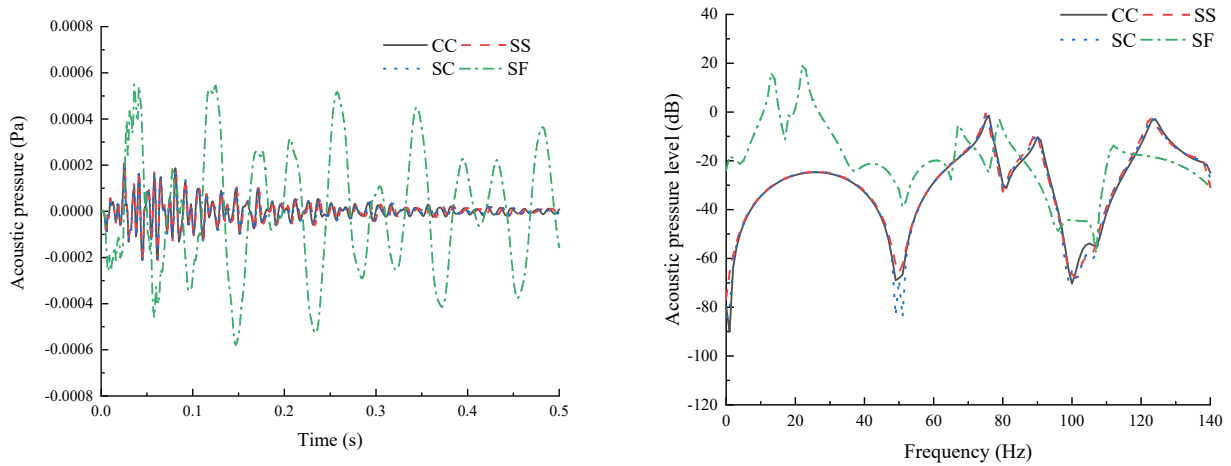 0.0008
0.0006
0.0004
0.0002
0.0000
-0.0002
-0.0004
-0.0006
-0.0008
Acoustic pressure (Pa)
CC SS
SC SF
0.0 0.1 0.2 0.3 0.4 0.5
Time (s)
40
20
0
-20
-40
-60
-80
-100
-120
Acoustic pressure level (dB)
CC SS
SC SF
0 20 40 60 80 100 120 140
Frequency (Hz)